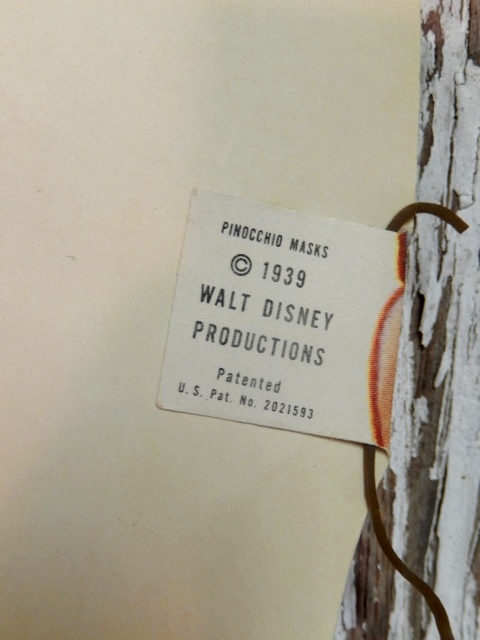 PINOCCHIO MASKS
© 1939
WALT DISNEY
PRODUCTIONS
Patented
U. S. Pat. No. 2021593